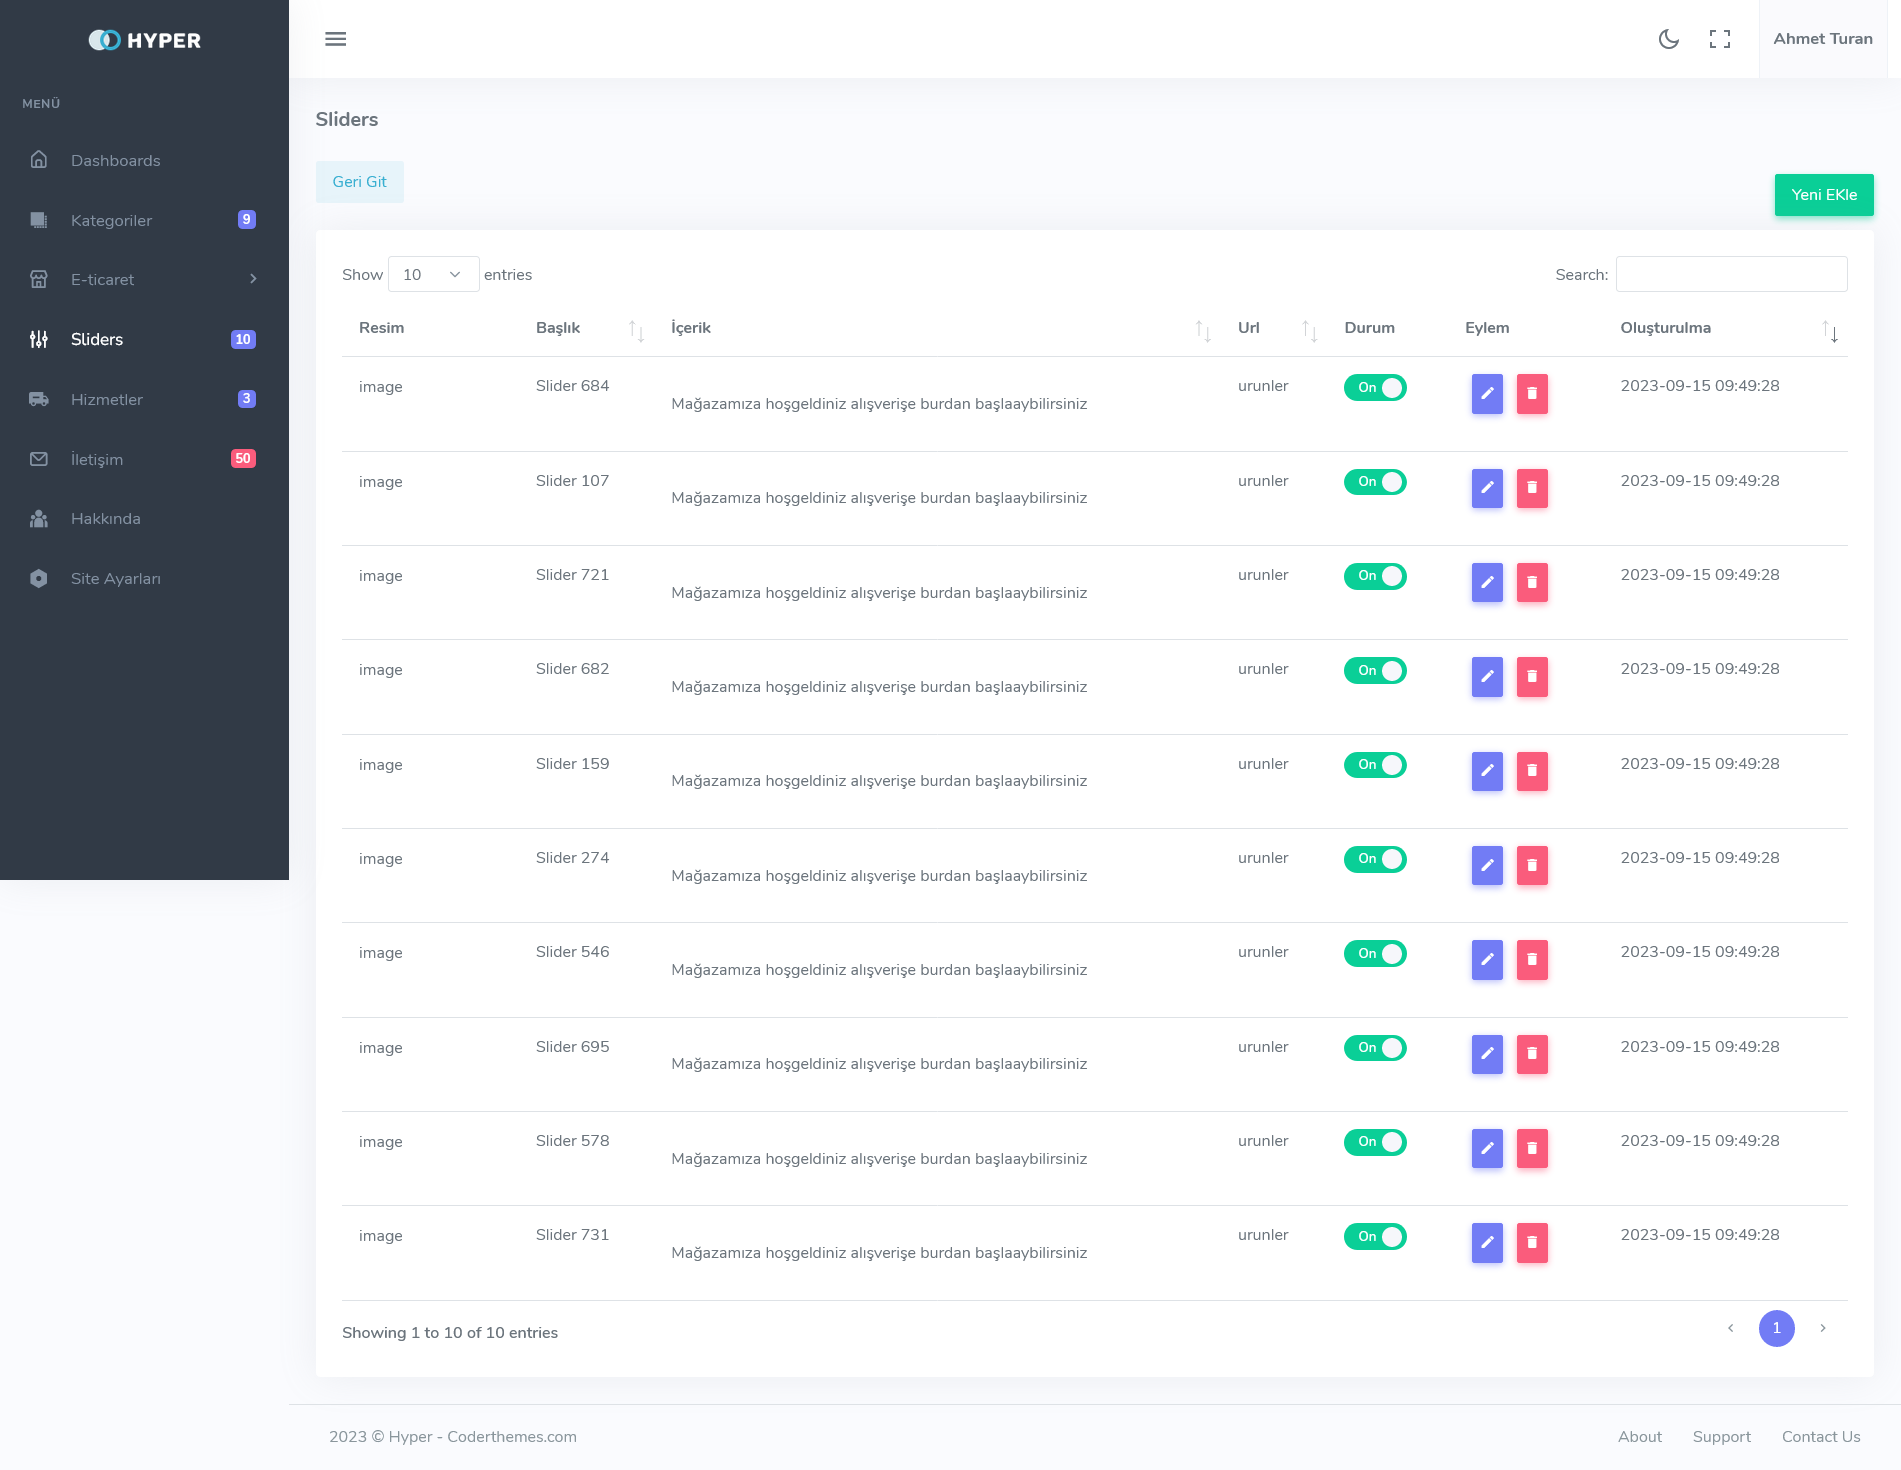 HYPER
Ahmet Turan
MENÜ
Dashboards
Kategoriler 9
E-ticaret
Sliders 10
Hizmetler 3
İletişim 50
Hakkında
Site Ayarları
Sliders
Geri Git
Yeni EKle
Show 10 entries
Search:
Resim Başlık İçerik Url Durum Eylem Oluşturulma
image Slider 684 Mağazamıza hoşgeldiniz alışverişe burdan başlaaybilirsiniz urunler On 2023-09-15 09:49:28
image Slider 107 Mağazamıza hoşgeldiniz alışverişe burdan başlaaybilirsiniz urunler On 2023-09-15 09:49:28
image Slider 721 Mağazamıza hoşgeldiniz alışverişe burdan başlaaybilirsiniz urunler On 2023-09-15 09:49:28
image Slider 682 Mağazamıza hoşgeldiniz alışverişe burdan başlaaybilirsiniz urunler On 2023-09-15 09:49:28
image Slider 159 Mağazamıza hoşgeldiniz alışverişe burdan başlaaybilirsiniz urunler On 2023-09-15 09:49:28
image Slider 274 Mağazamıza hoşgeldiniz alışverişe burdan başlaaybilirsiniz urunler On 2023-09-15 09:49:28
image Slider 546 Mağazamıza hoşgeldiniz alışverişe burdan başlaaybilirsiniz urunler On 2023-09-15 09:49:28
image Slider 695 Mağazamıza hoşgeldiniz alışverişe burdan başlaaybilirsiniz urunler On 2023-09-15 09:49:28
image Slider 578 Mağazamıza hoşgeldiniz alışverişe burdan başlaaybilirsiniz urunler On 2023-09-15 09:49:28
image Slider 731 Mağazamıza hoşgeldiniz alışverişe burdan başlaaybilirsiniz urunler On 2023-09-15 09:49:28
Showing 1 to 10 of 10 entries
1
2023 © Hyper - Coderthemes.com
About Support Contact Us